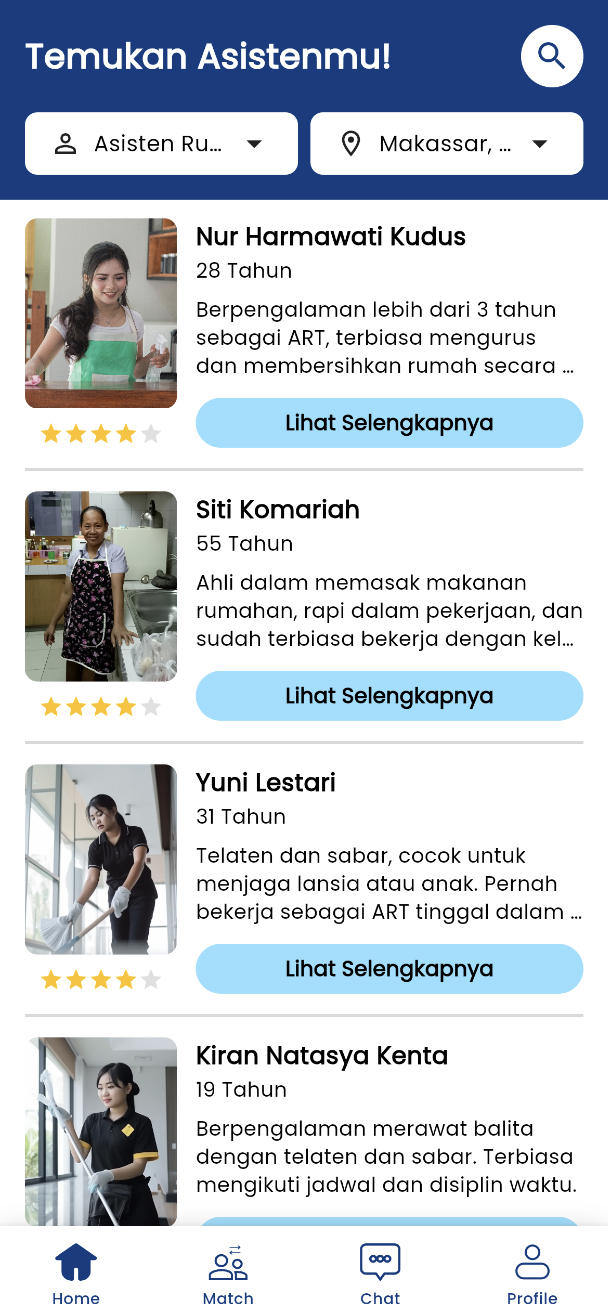 Temukan Asistenmu!
Asisten Ru...
Makassar, ...
Nur Harmawati Kudus
28 Tahun
Berpengalaman lebih dari 3 tahun
sebagai ART, terbiasa mengurus
dan membersihkan rumah secara ...
Lihat Selengkapnya
Siti Komariah
55 Tahun
Ahli dalam memasak makanan
rumahan, rapi dalam pekerjaan, dan
sudah terbiasa bekerja dengan kel...
Lihat Selengkapnya
Yuni Lestari
31 Tahun
Telaten dan sabar, cocok untuk
menjaga lansia atau anak. Pernah
bekerja sebagai ART tinggal dalam ...
Lihat Selengkapnya
Kiran Natasya Kenta
19 Tahun
Berpengalaman merawat balita
dengan telaten dan sabar. Terbiasa
mengikuti jadwal dan disiplin waktu.
Home
Match
Chat
Profile